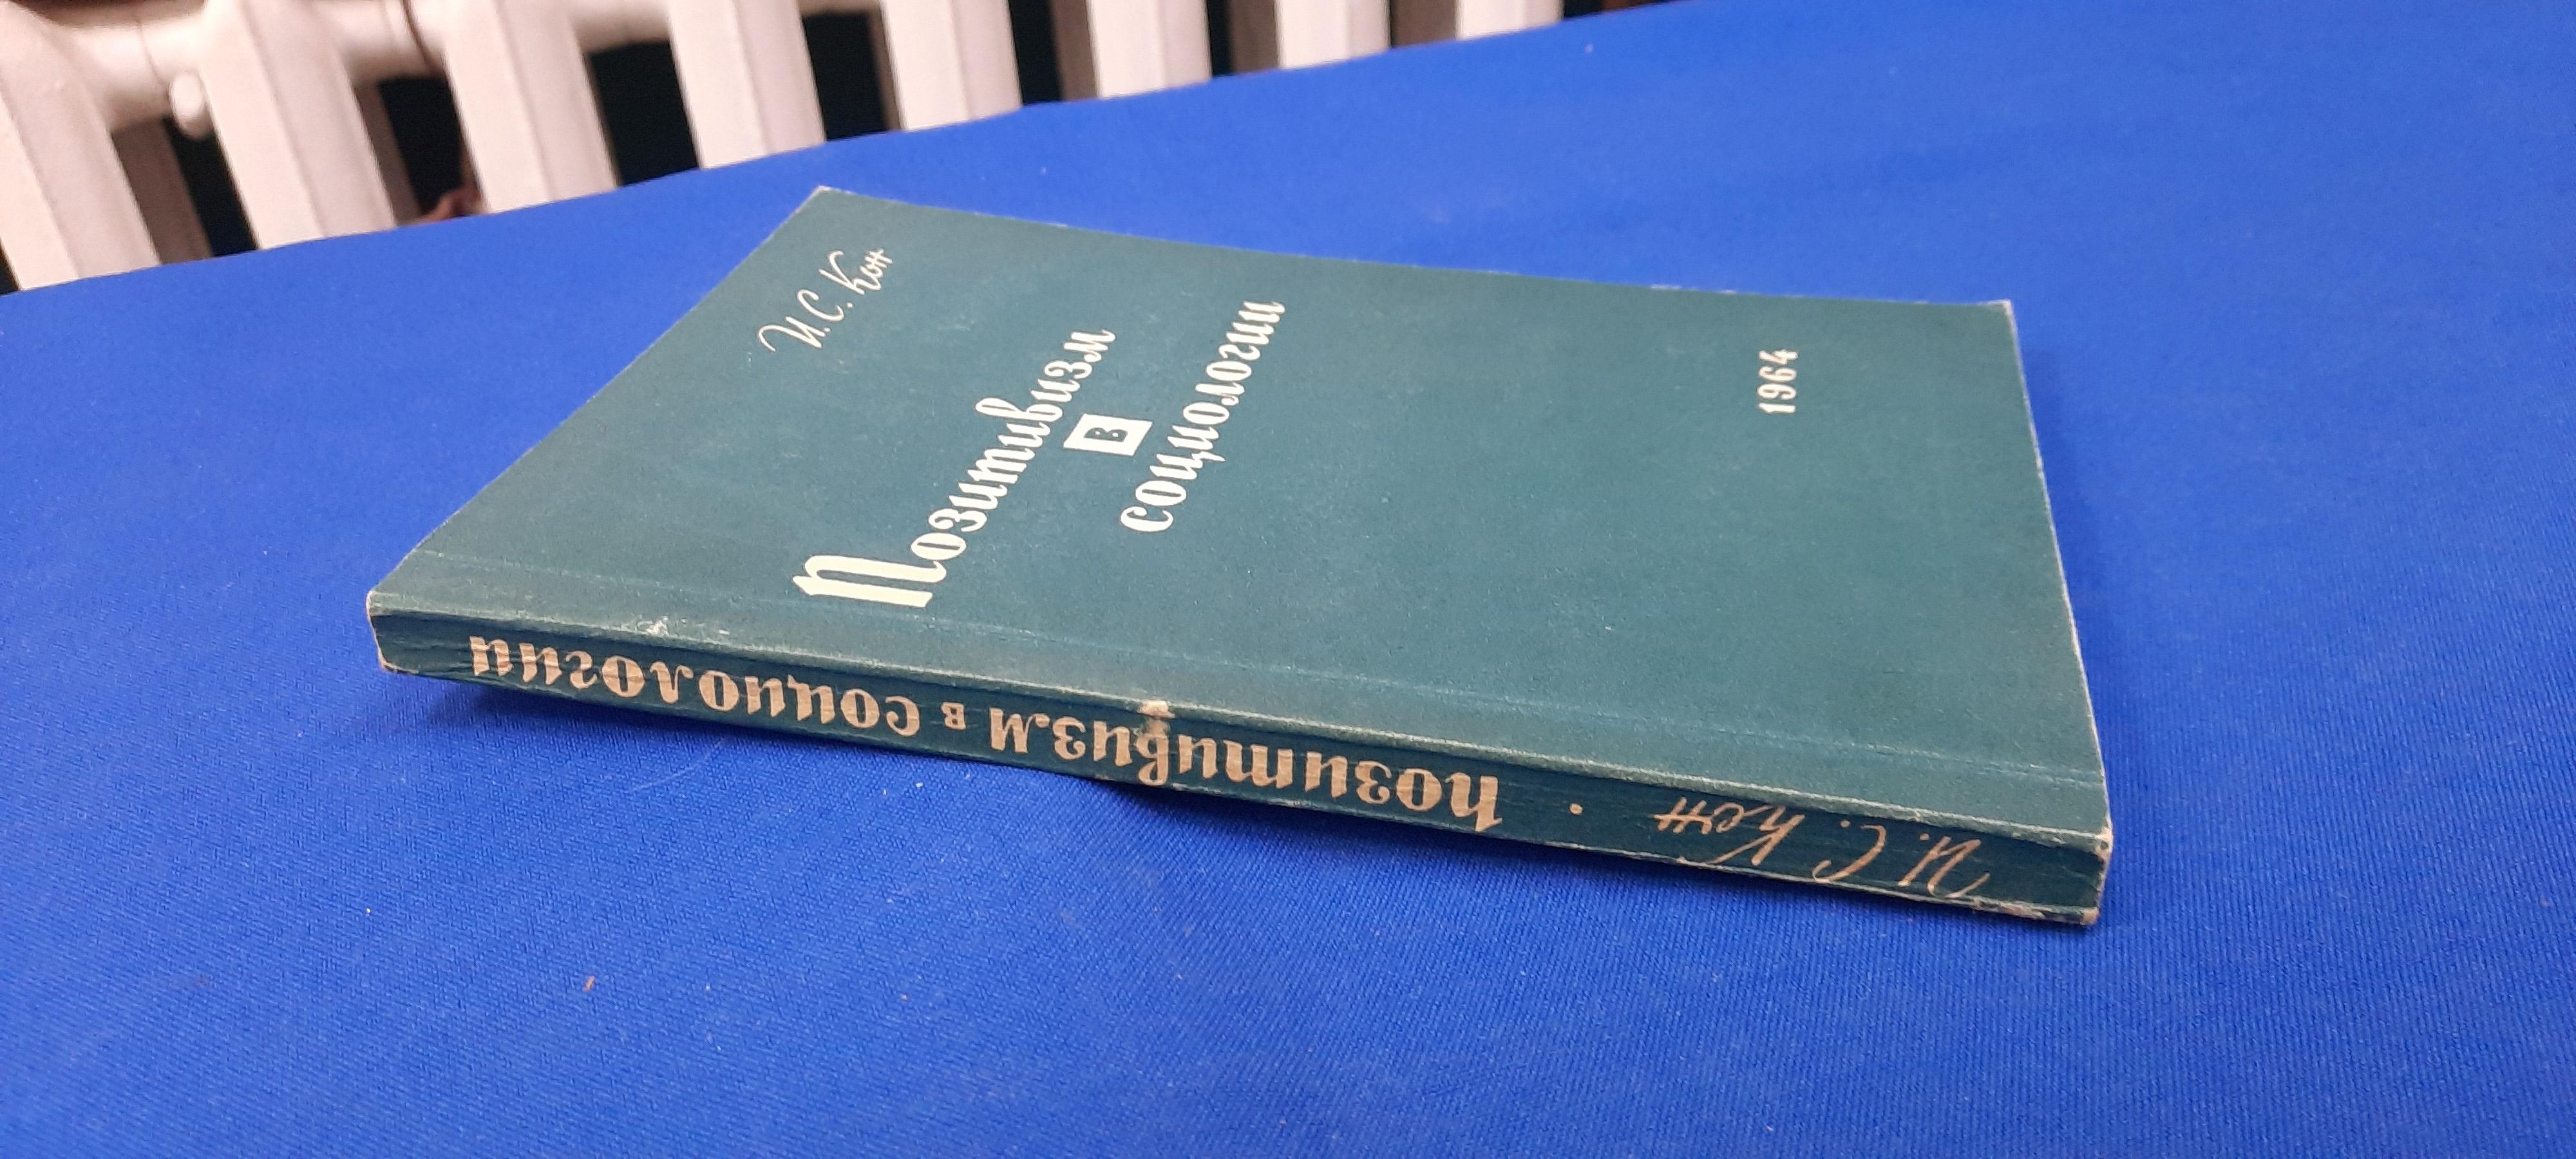 И.С. Кон
Позитивизм
в
социологии
1964
И.С. Кон · Позитивизм в социологии